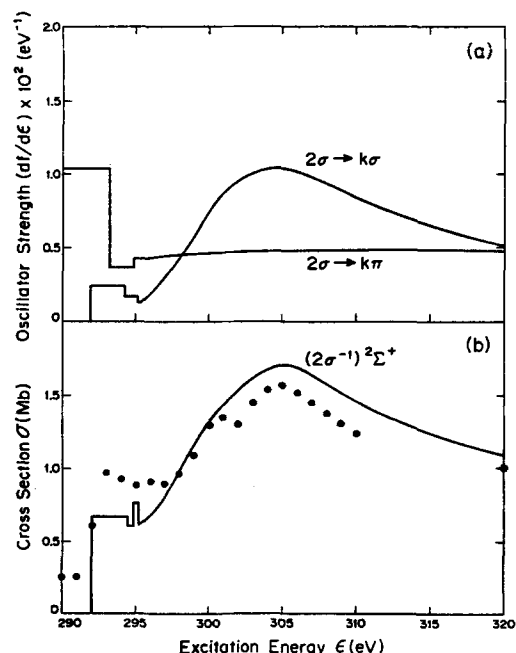 2.0
(a)
1.5
1.0
0.5
0
Oscillator Strength (df/dϵ) x 10² (eV⁻¹)
2σ → kσ
2σ → kπ
(b)
(2σ⁻¹) ²Σ⁺
1.5
1.0
0.5
0
Cross Section σ (Mb)
290 295 300 305 310 315 320
Excitation Energy ϵ (eV)